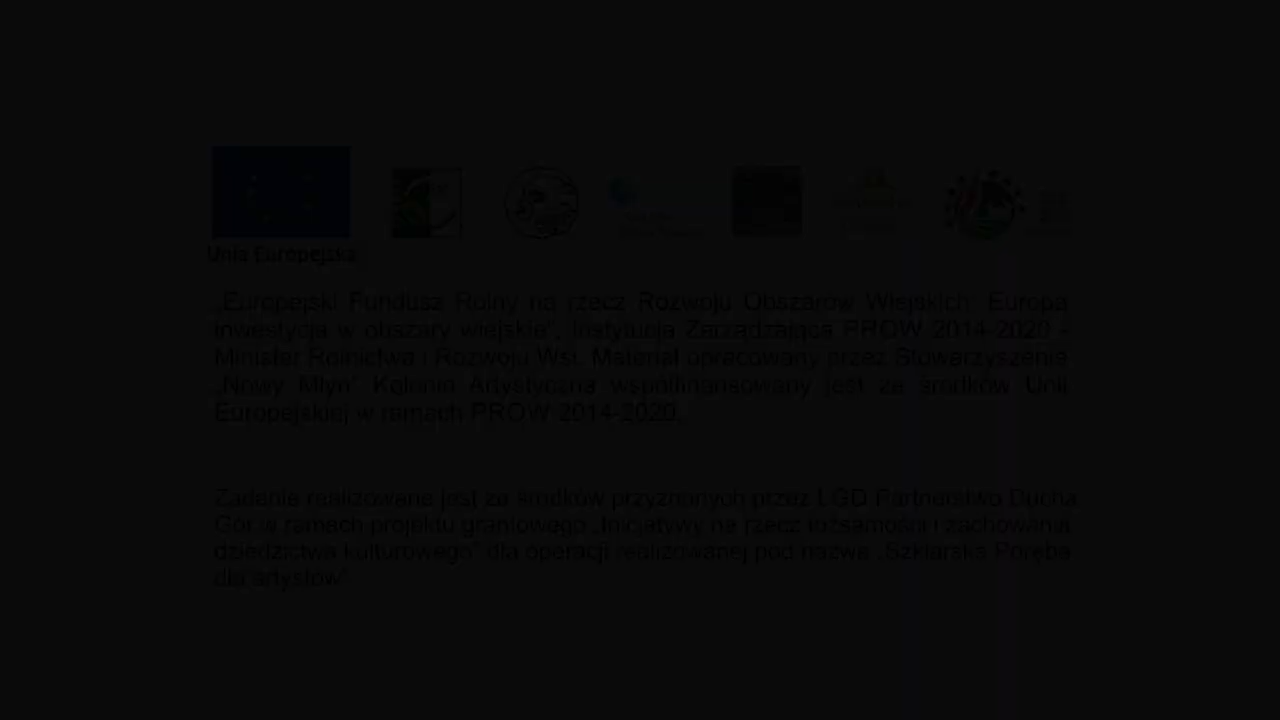 Unia Europejska
„Europejski Fundusz Rolny na rzecz Rozwoju Obszarów Wiejskich: Europa
inwestycja w obszary wiejskie”. Instytucja Zarządzająca PROW 2014-2020 -
Minister Rolnictwa i Rozwoju Wsi. Materiał opracowany przez Stowarzyszenie
„Nowy Młyn” Kolonia Artystyczna współfinansowany jest ze środków Unii
Europejskiej w ramach PROW 2014-2020.
Zadanie realizowane jest ze środków przyznanych przez LGD Partnerstwo Ducha
Gór w ramach projektu grantowego „Inicjatywy na rzecz tożsamości i zachowania
dziedzictwa kulturowego” dla operacji realizowanej pod nazwą „Szklarska Poręba
dla artystów”